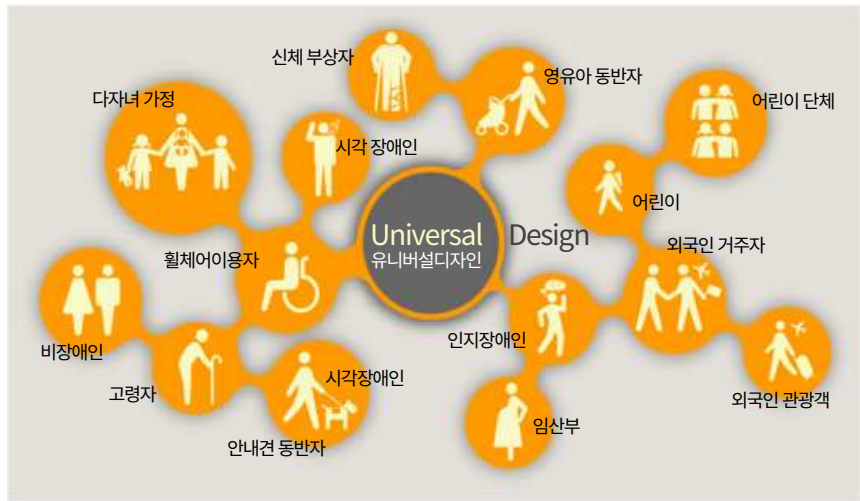 신체 부상자
영유아 동반자
다자녀 가정
어린이 단체
시각 장애인
어린이
Universal Design
유니버설디자인
휠체어이용자
외국인 거주자
비장애인
인지장애인
고령자
시각장애인
안내견 동반자
임산부
외국인 관광객